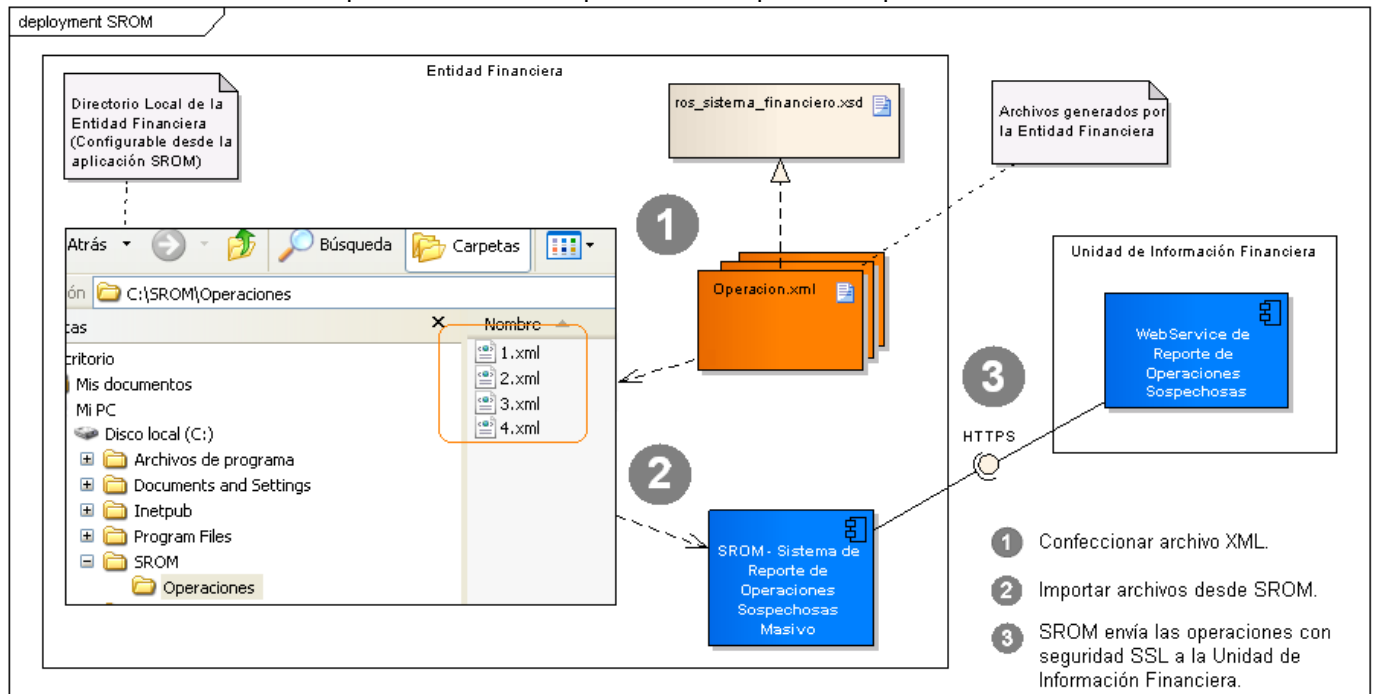 deployment SROM
Entidad Financiera
Directorio Local de la
Entidad Financiera
(Configurable desde la
aplicación SROM)
ros_sistema_financiero.xsd
Archivos generados por
la Entidad Financiera
1
Atrás
Búsqueda
Carpetas
ón
C:\SROM\Operaciones
tas
X
Nombre
critorio
Mis documentos
Mi PC
Disco local (C:)
Archivos de programa
Documents and Settings
Inetpub
Program Files
SROM
Operaciones
1.xml
2.xml
3.xml
4.xml
Operacion.xml
Unidad de Información Financiera
WebService de
Reporte de
Operaciones
Sospechosas
3
HTTPS
2
SROM - Sistema de
Reporte de
Operaciones
Sospechosas
Masivo
1 Confeccionar archivo XML.
2 Importar archivos desde SROM.
3 SROM envía las operaciones con
seguridad SSL a la Unidad de
Información Financiera.